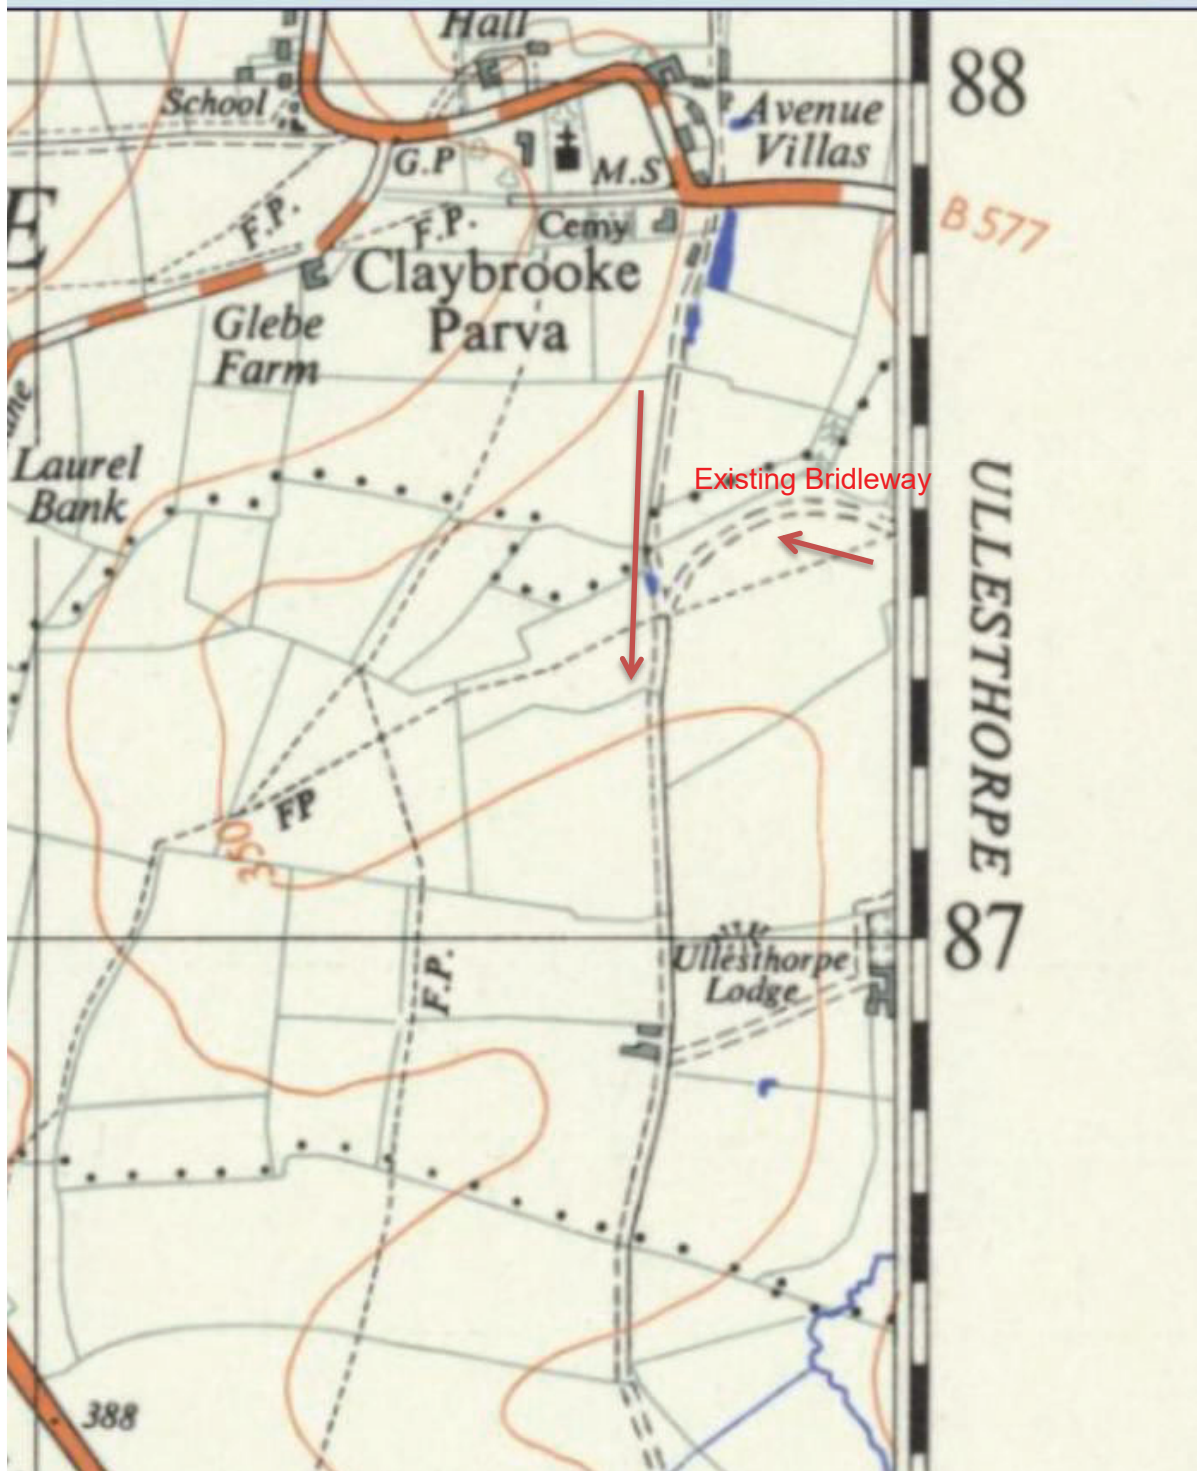 Hall
88
School
Avenue
Villas
G.P
M.S
E
F.P.
F.P.
Cemy
B 577
Claybrooke
Parva
Glebe
Farm
Laurel
Bank
Existing Bridleway
ULLESTHORPE
FP
350
87
F.P.
Ullesthorpe
Lodge
388